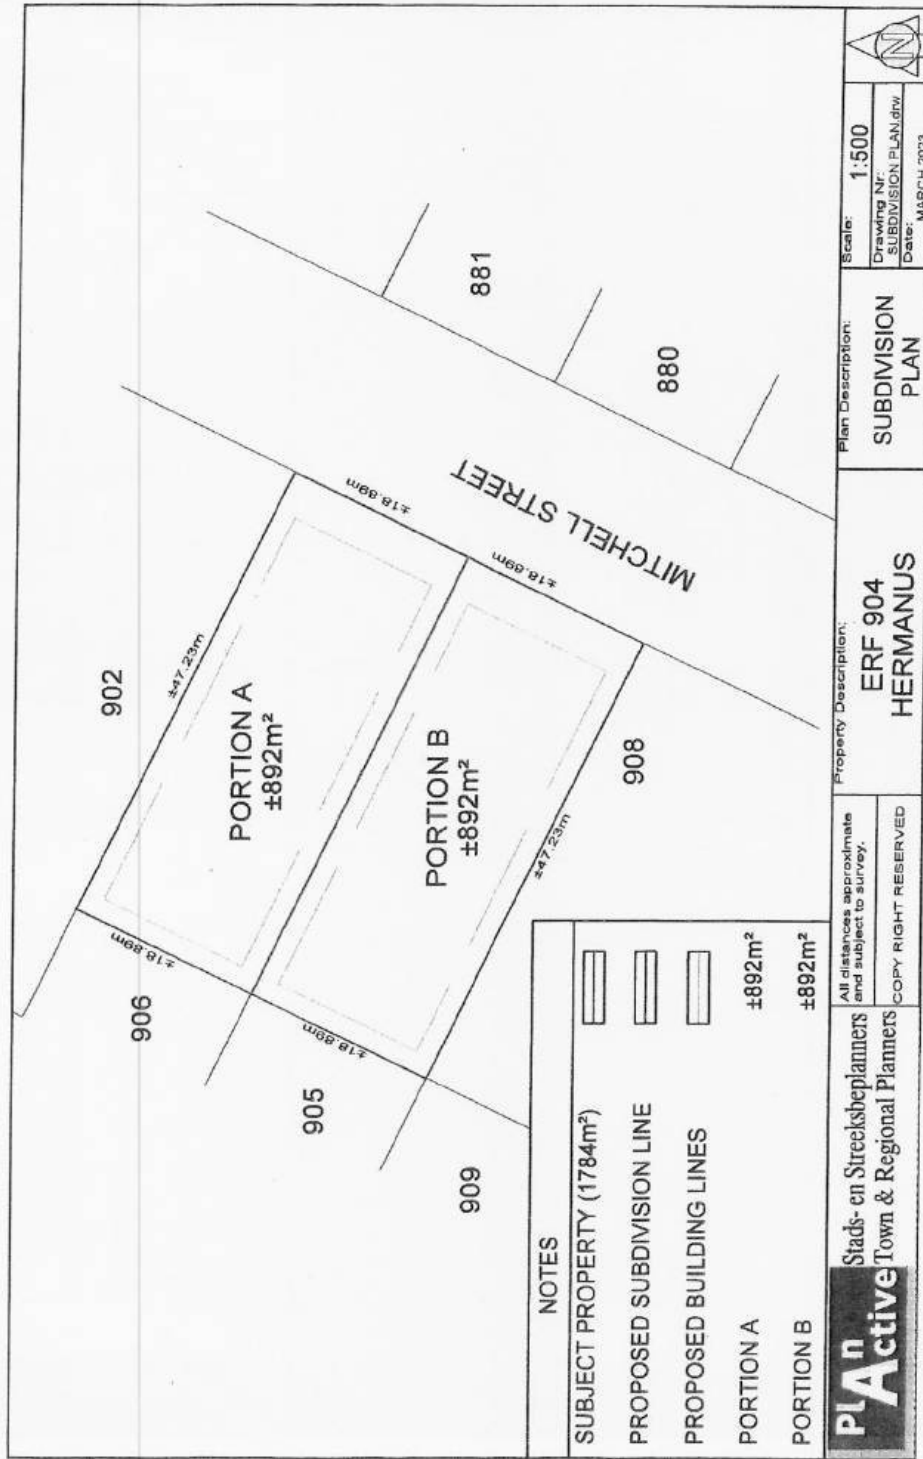 902
±47.23m
PORTION A
±892m²
±18.89m
±18.89m
906
905
909
PORTION B
±892m²
±18.89m
±18.89m
±47.23m
908
MITCHELL STREET
881
880
NOTES
SUBJECT PROPERTY (1784m²)
PROPOSED SUBDIVISION LINE
PROPOSED BUILDING LINES
PORTION A ±892m²
PORTION B ±892m²
Plan Active
Stads- en Streeksbeplanners
Town & Regional Planners
All distances approximate
and subject to survey.
COPY RIGHT RESERVED
Property Description:
ERF 904
HERMANUS
Plan Description:
SUBDIVISION
PLAN
Scale:
1:500
Drawing Nr:
SUBDIVISION PLAN.drw
Date: MARCH 2023
N